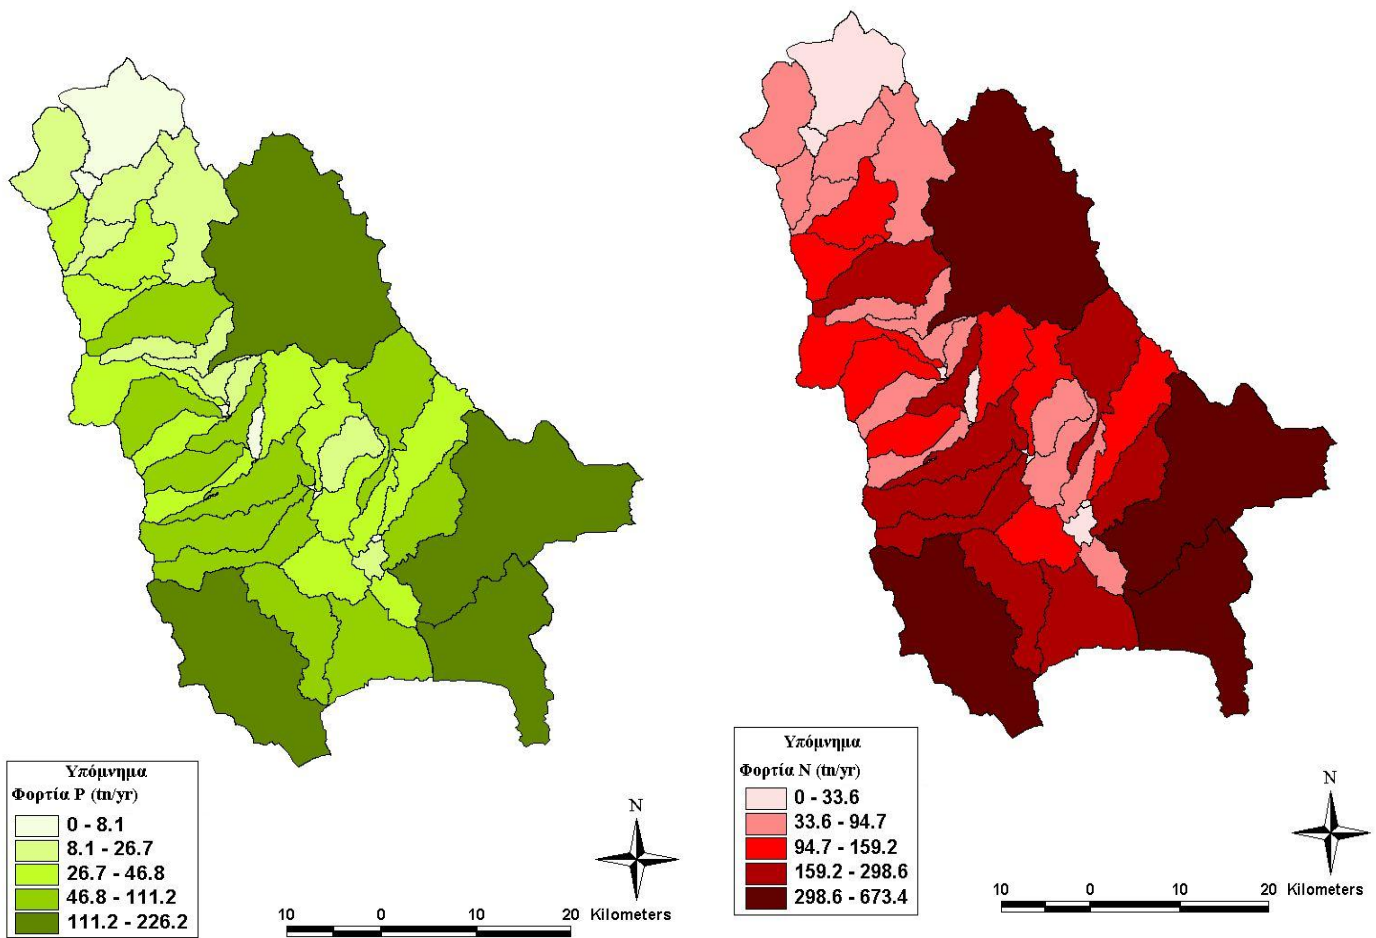 Υπόμνημα
Φορτία P (tn/yr)
0 - 8.1
8.1 - 26.7
26.7 - 46.8
46.8 - 111.2
111.2 - 226.2
N
10 0 10 20 Kilometers
Υπόμνημα
Φορτία N (tn/yr)
0 - 33.6
33.6 - 94.7
94.7 - 159.2
159.2 - 298.6
298.6 - 673.4
N
10 0 10 20 Kilometers